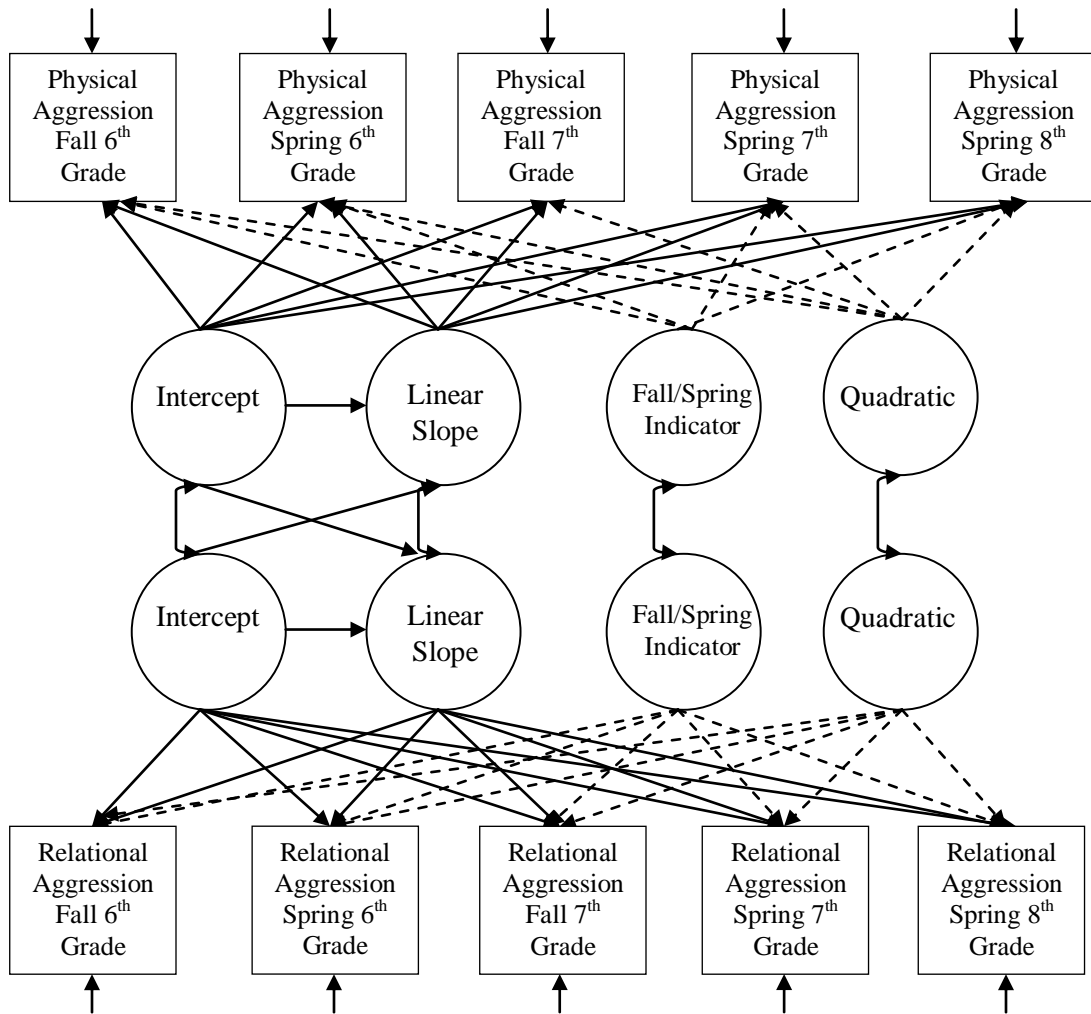 Physical
Aggression
Fall 6th
Grade
Physical
Aggression
Spring 6th
Grade
Physical
Aggression
Fall 7th
Grade
Physical
Aggression
Spring 7th
Grade
Physical
Aggression
Spring 8th
Grade
Intercept
Linear
Slope
Fall/Spring
Indicator
Quadratic
Intercept
Linear
Slope
Fall/Spring
Indicator
Quadratic
Relational
Aggression
Fall 6th
Grade
Relational
Aggression
Spring 6th
Grade
Relational
Aggression
Fall 7th
Grade
Relational
Aggression
Spring 7th
Grade
Relational
Aggression
Spring 8th
Grade